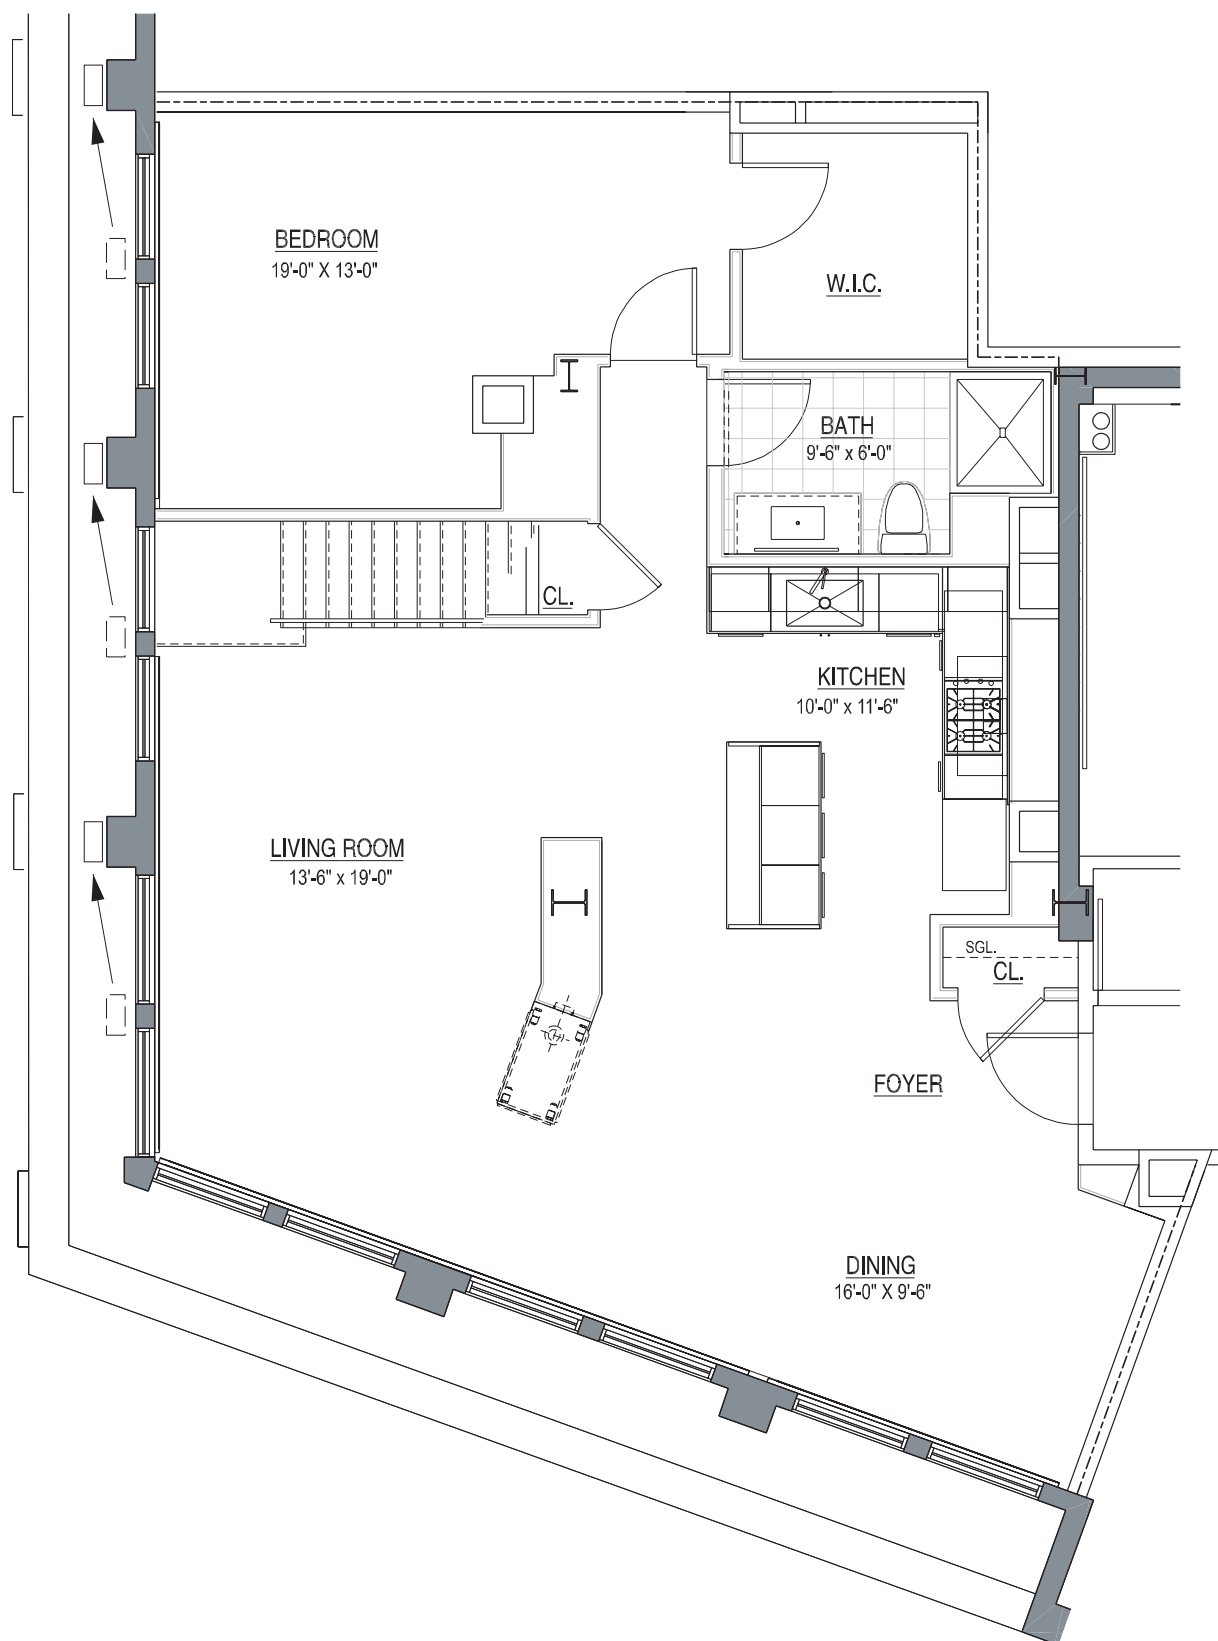 BEDROOM
19'-0" X 13'-0"
W.I.C.
BATH
9'-6" x 6'-0"
CL.
KITCHEN
10'-0" x 11'-6"
LIVING ROOM
13'-6" x 19'-0"
SGL.
CL.
FOYER
DINING
16'-0" X 9'-6"